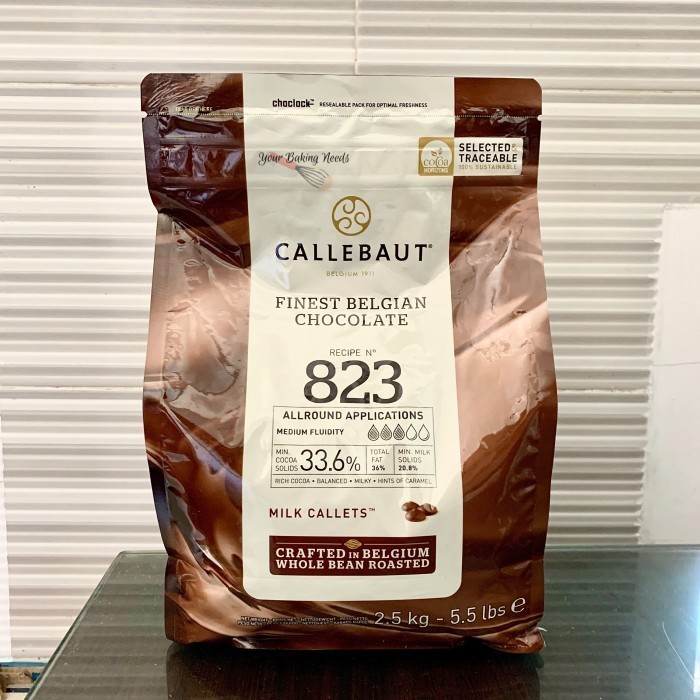 choclock™ RESEALABLE PACK FOR OPTIMAL FRESHNESS
Your Baking Needs
cocoa
HORIZONS
SELECTED &
TRACEABLE
100% SUSTAINABLE
CALLEBAUT®
BELGIUM 1911
FINEST BELGIAN
CHOCOLATE
RECIPE N°
823
ALLROUND APPLICATIONS
MEDIUM FLUIDITY
MIN. COCOA SOLIDS 33.6%
TOTAL FAT 36%
MIN. MILK SOLIDS 20.8%
RICH COCOA • BALANCED • MILKY • HINTS OF CARAMEL
MILK CALLETS™
CRAFTED IN BELGIUM
WHOLE BEAN ROASTED
2.5 kg - 5.5 lbs e